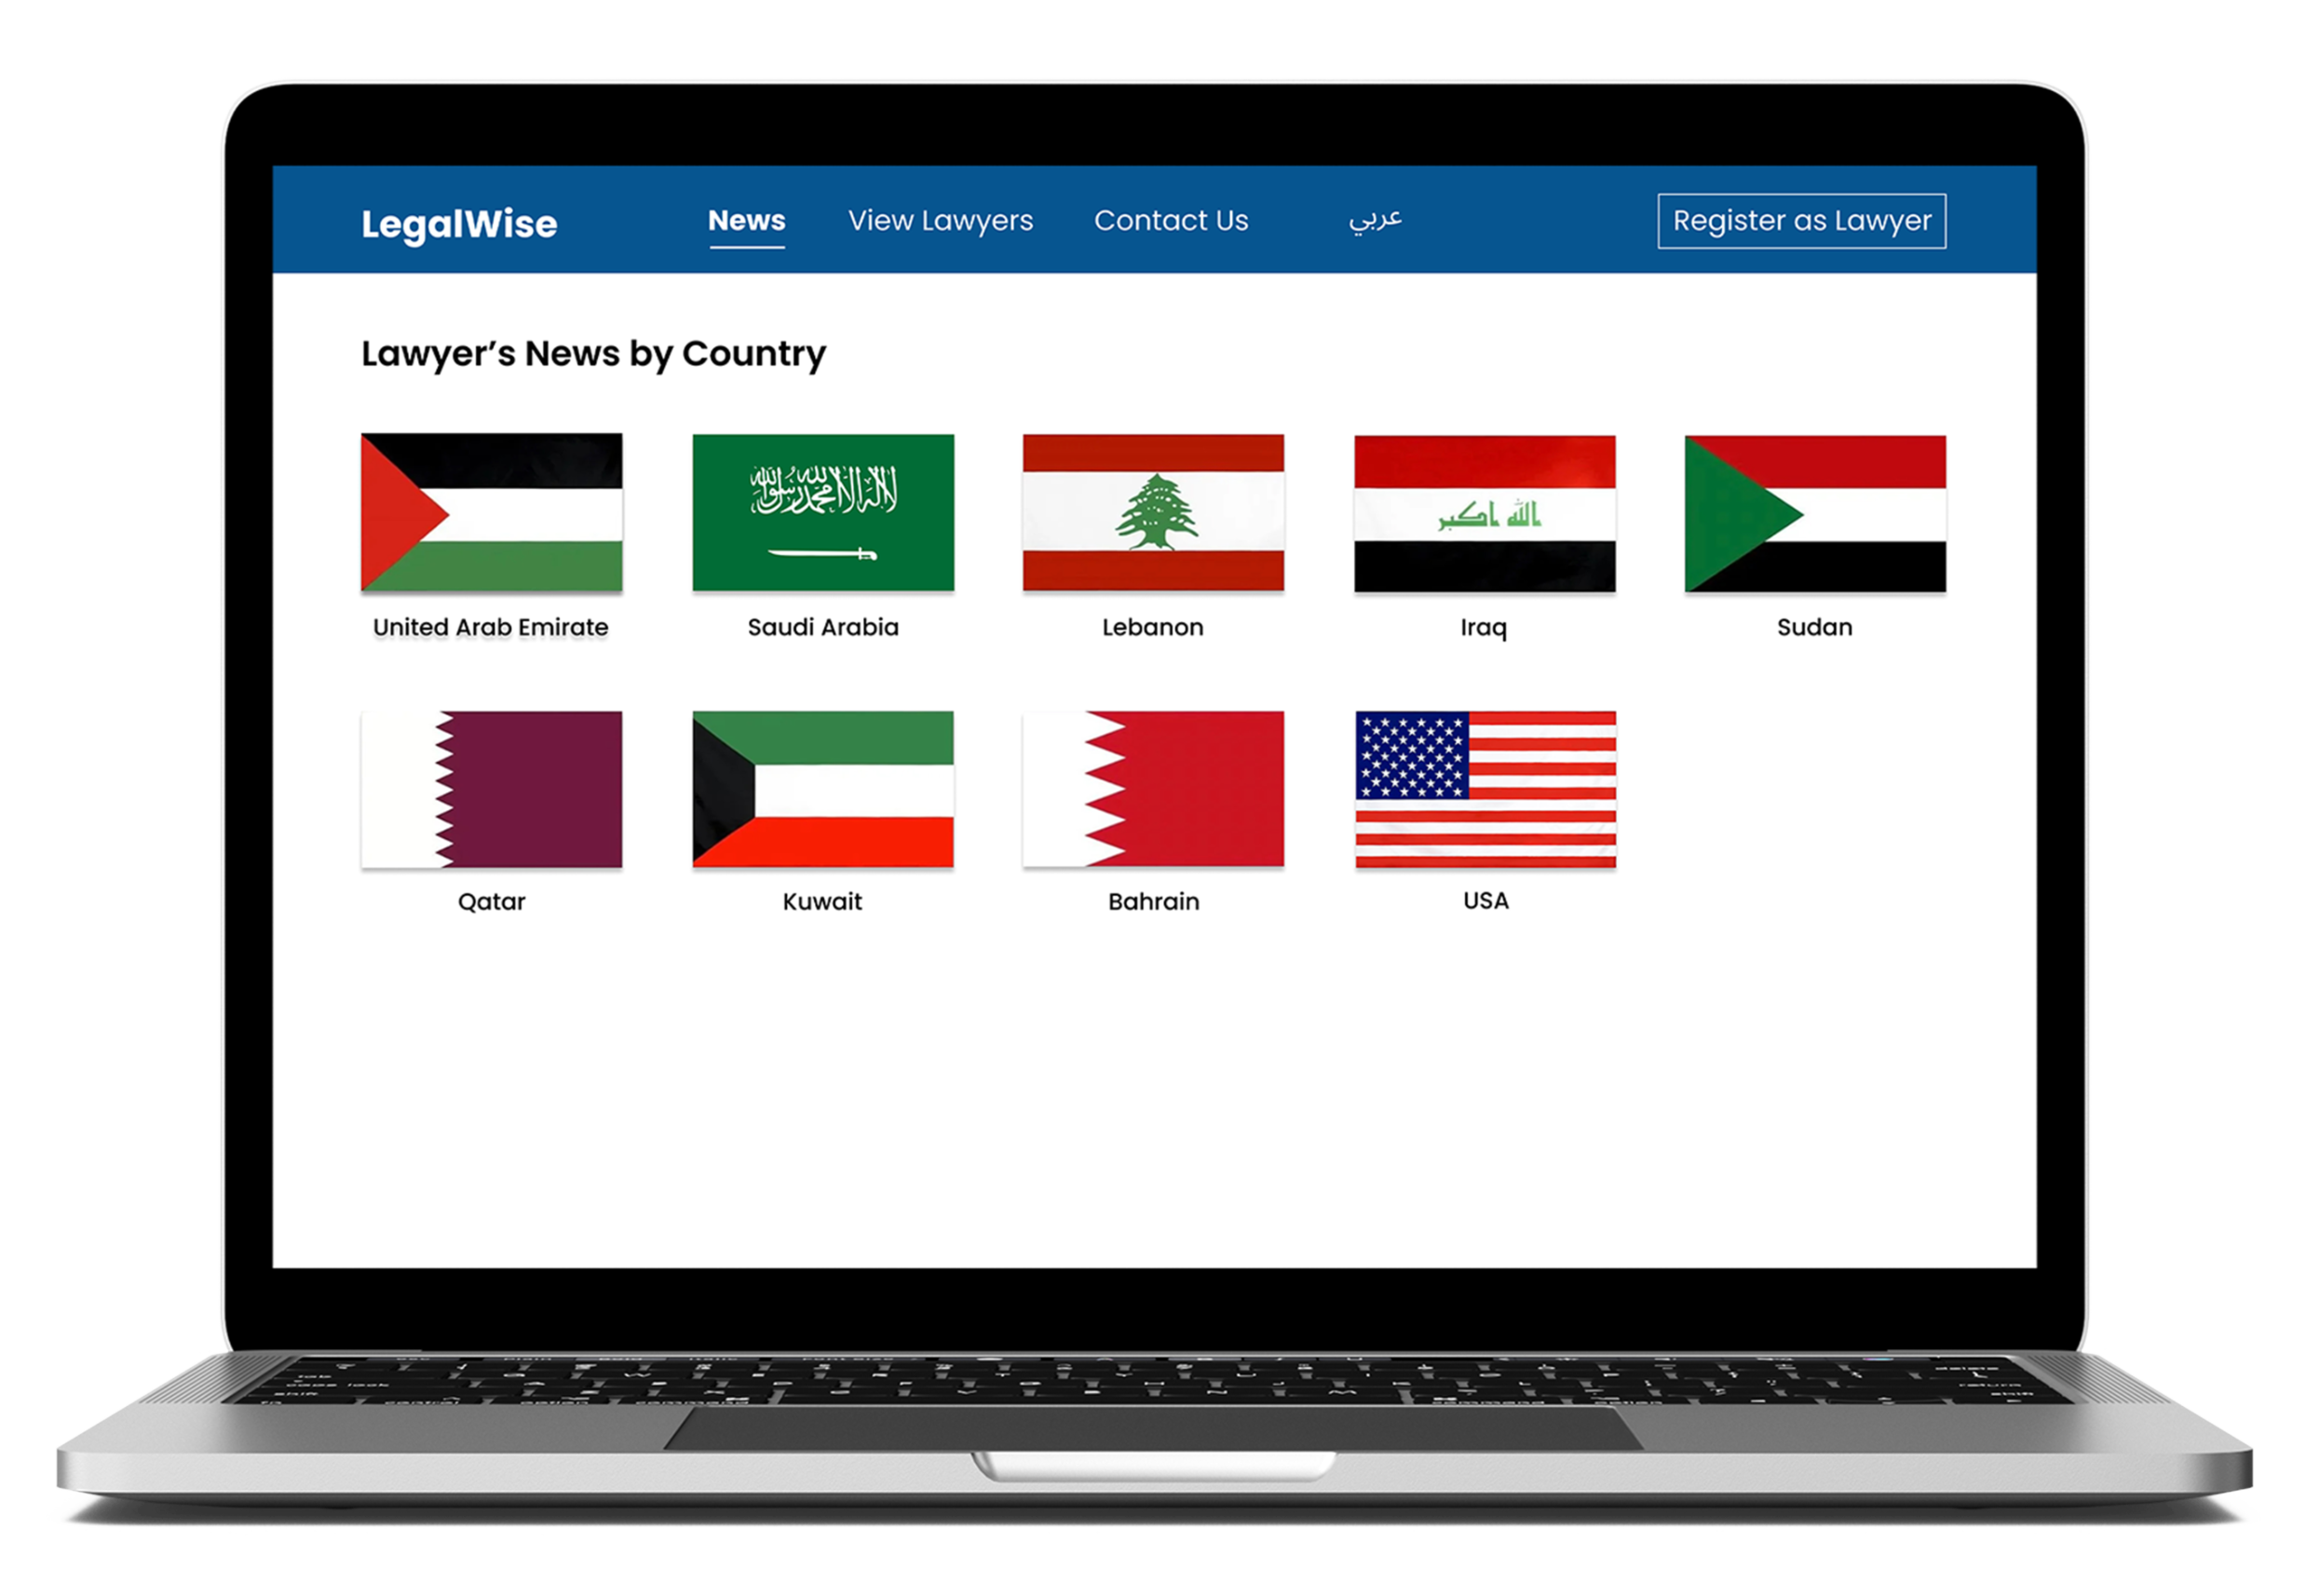 LegalWise
News
View Lawyers
Contact Us
عربي
Register as Lawyer
Lawyer’s News by Country
لا إله إلا الله محمد رسول الله
الله اكبر
United Arab Emirate
Saudi Arabia
Lebanon
Iraq
Sudan
Qatar
Kuwait
Bahrain
USA